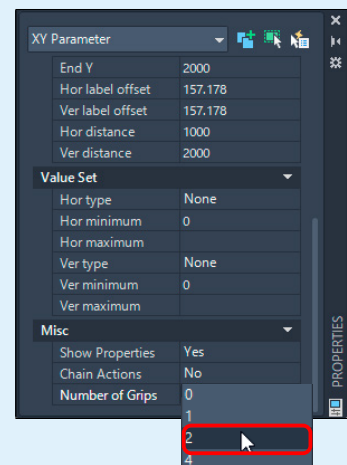 XY Parameter
End Y 2000
Hor label offset 157.178
Ver label offset 157.178
Hor distance 1000
Ver distance 2000
Value Set
Hor type None
Hor minimum 0
Hor maximum
Ver type None
Ver minimum 0
Ver maximum
Misc
Show Properties Yes
Chain Actions No
Number of Grips 0
1
2
4
PROPERTIES